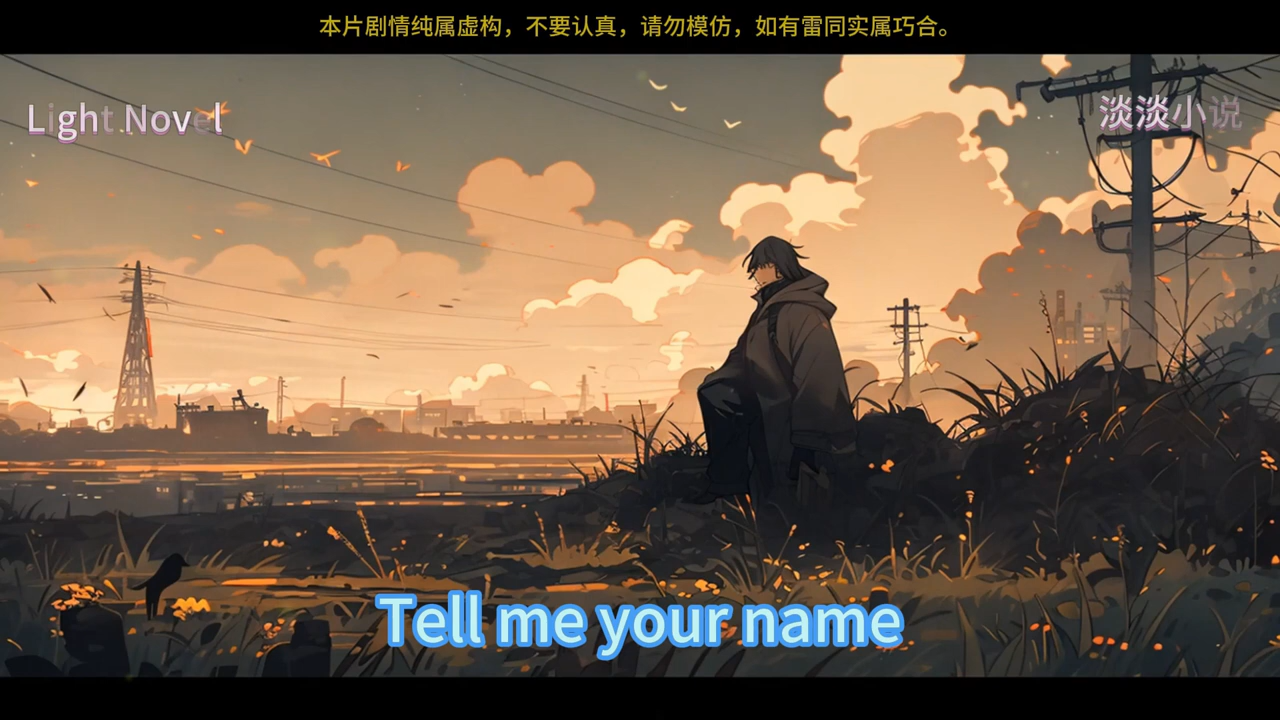 本片剧情纯属虚构，不要认真，请勿模仿，如有雷同实属巧合。
Light Novel
淡淡小说
Tell me your name